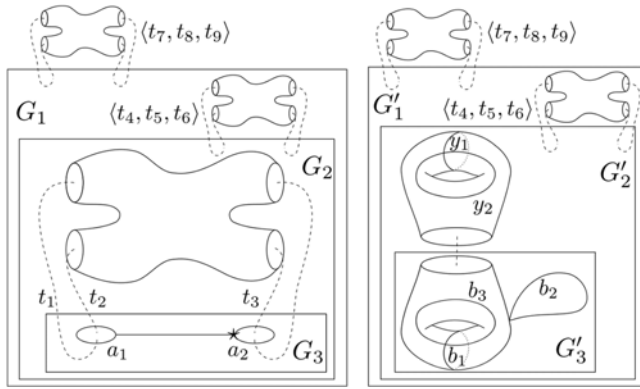 ⟨t₇, t₈, t₉⟩
G₁
⟨t₄, t₅, t₆⟩
G₂
t₁ t₂ t₃
a₁ a₂ G₃
⟨t₇, t₈, t₉⟩
G′₁
⟨t₄, t₅, t₆⟩
G′₂
y₁
y₂
b₃ b₂
b₁ G′₃